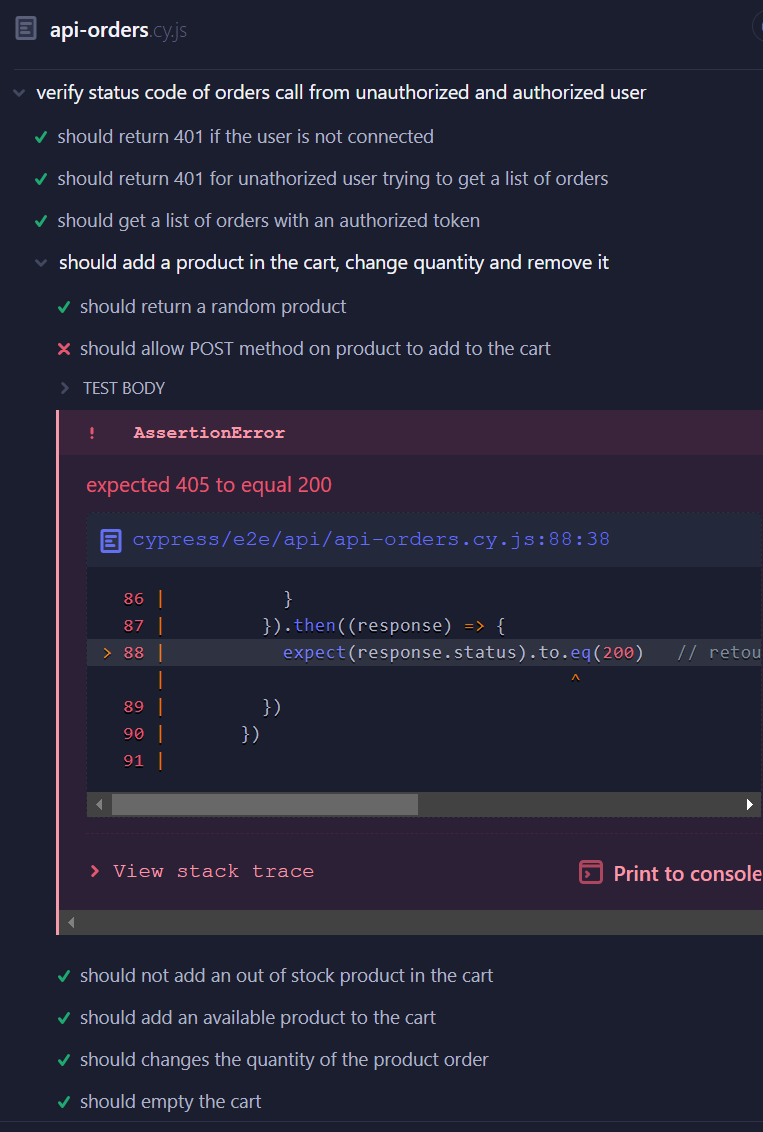 api-orders.cy.js
verify status code of orders call from unauthorized and authorized user
should return 401 if the user is not connected
should return 401 for unathorized user trying to get a list of orders
should get a list of orders with an authorized token
should add a product in the cart, change quantity and remove it
should return a random product
should allow POST method on product to add to the cart
TEST BODY
! AssertionError
expected 405 to equal 200
cypress/e2e/api/api-orders.cy.js:88:38
86 | }
87 | }).then((response) => {
> 88 | expect(response.status).to.eq(200) // retou
| ^
89 | })
90 | })
91 |
> View stack trace
Print to console
should not add an out of stock product in the cart
should add an available product to the cart
should changes the quantity of the product order
should empty the cart